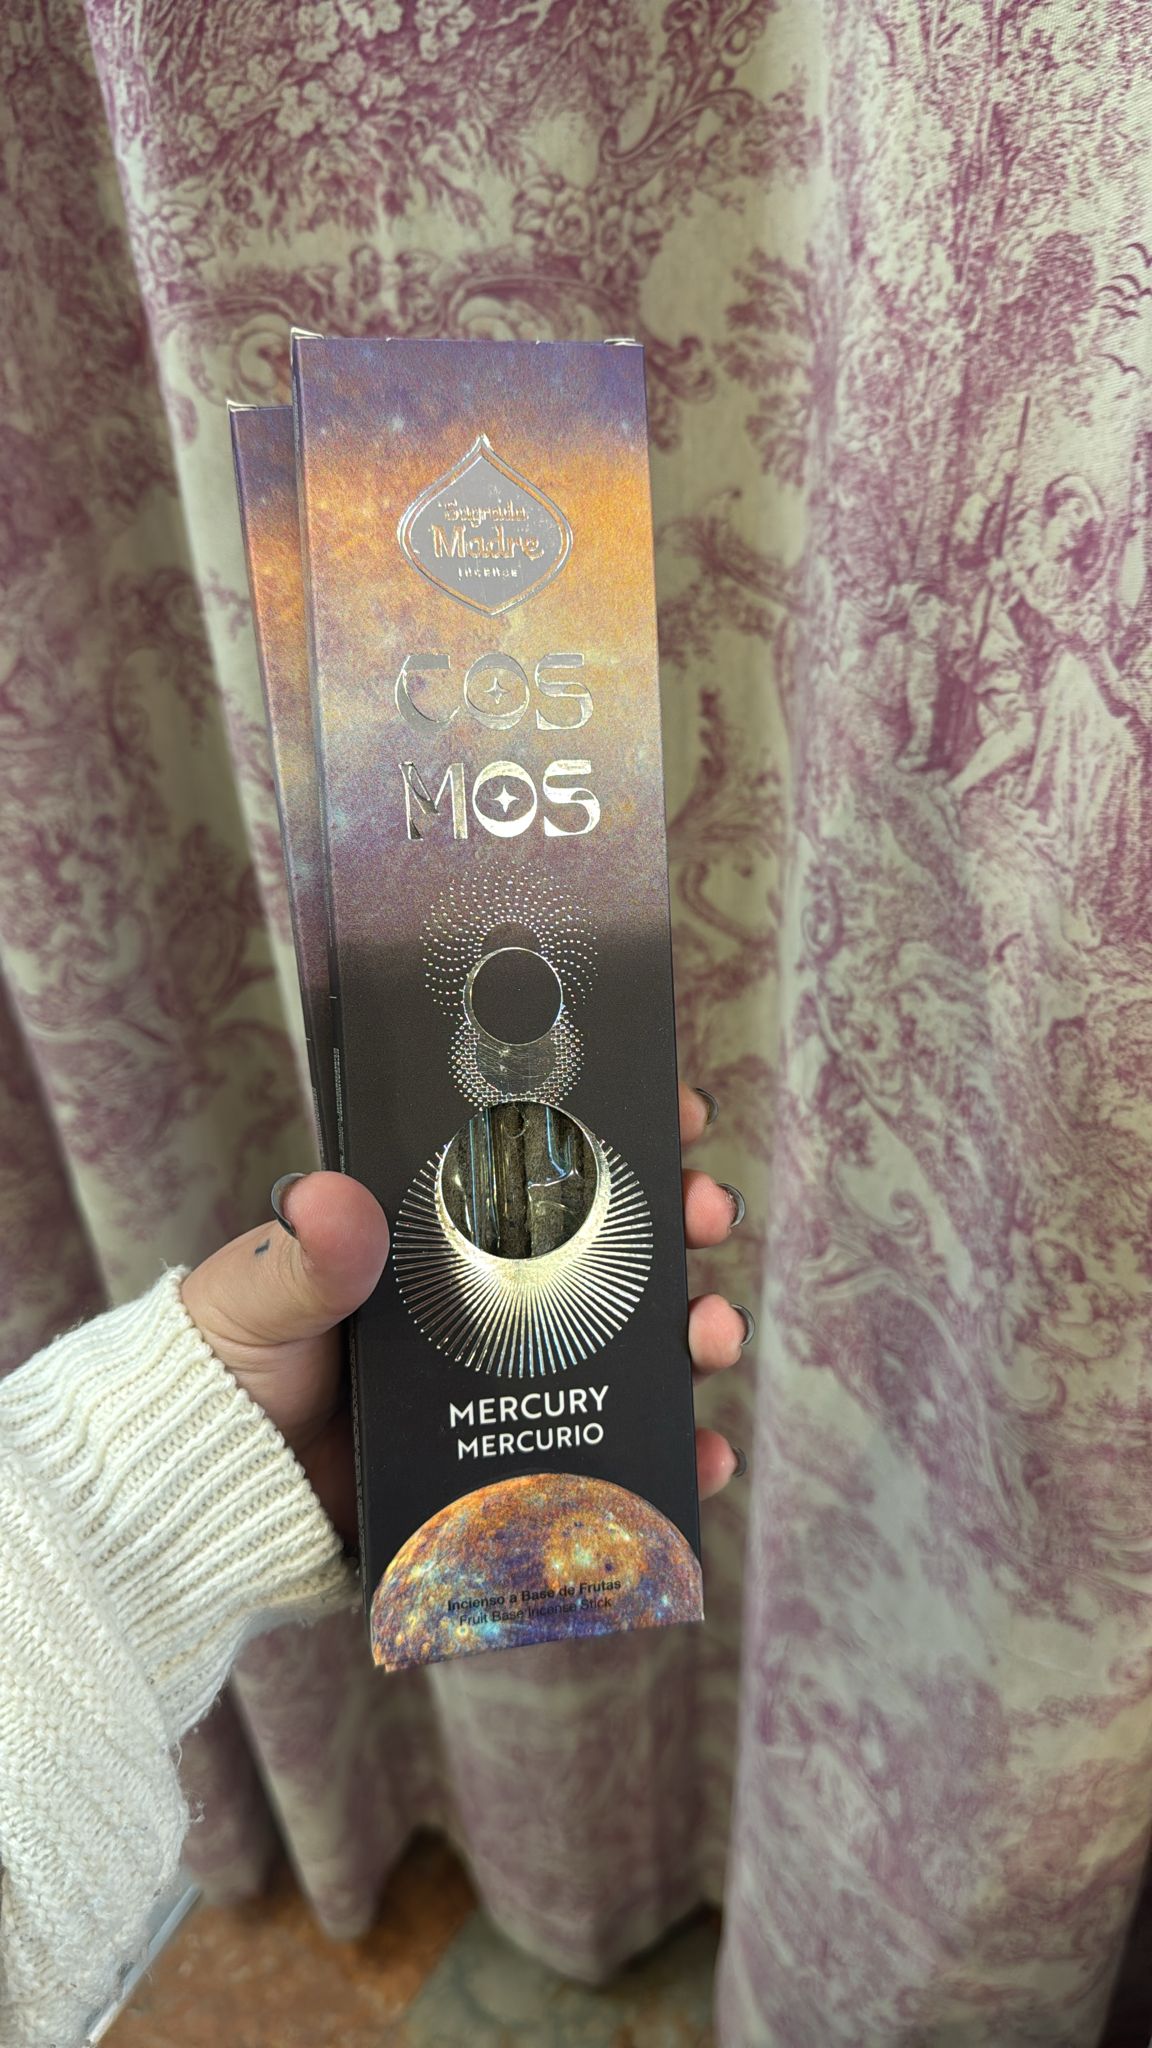 Sagrada
Madre
INCENSE
COS
MOS
MERCURY
MERCURIO
Incienso a Base de Frutas
Fruit Base Incense Stick